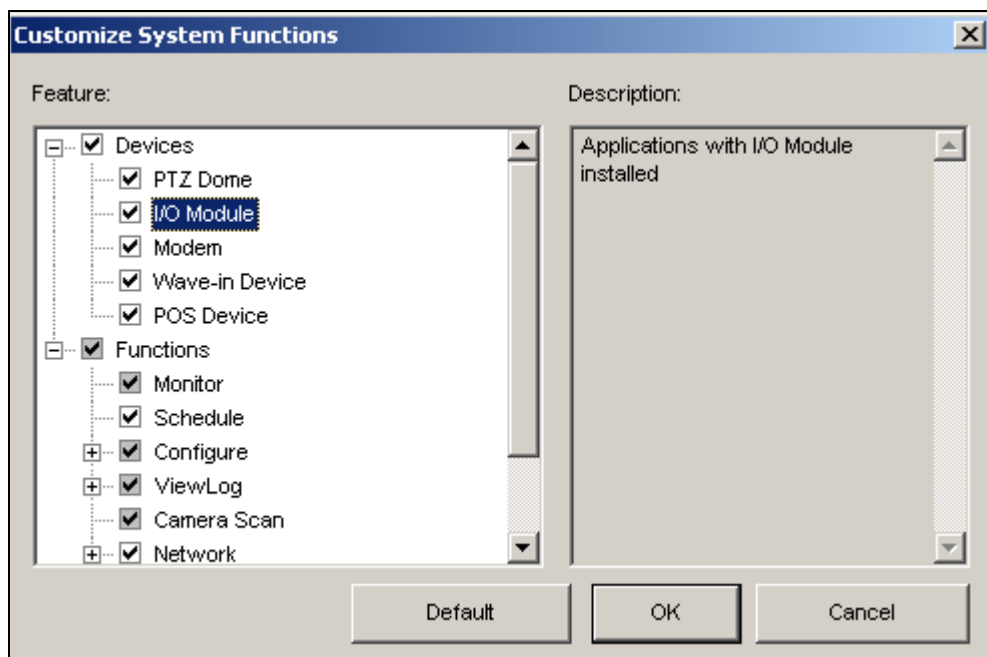 Customize System Functions
Feature:
Description:
Devices
PTZ Dome
I/O Module
Modem
Wave-in Device
POS Device
Functions
Monitor
Schedule
Configure
ViewLog
Camera Scan
Network
Applications with I/O Module
installed
Default
OK
Cancel